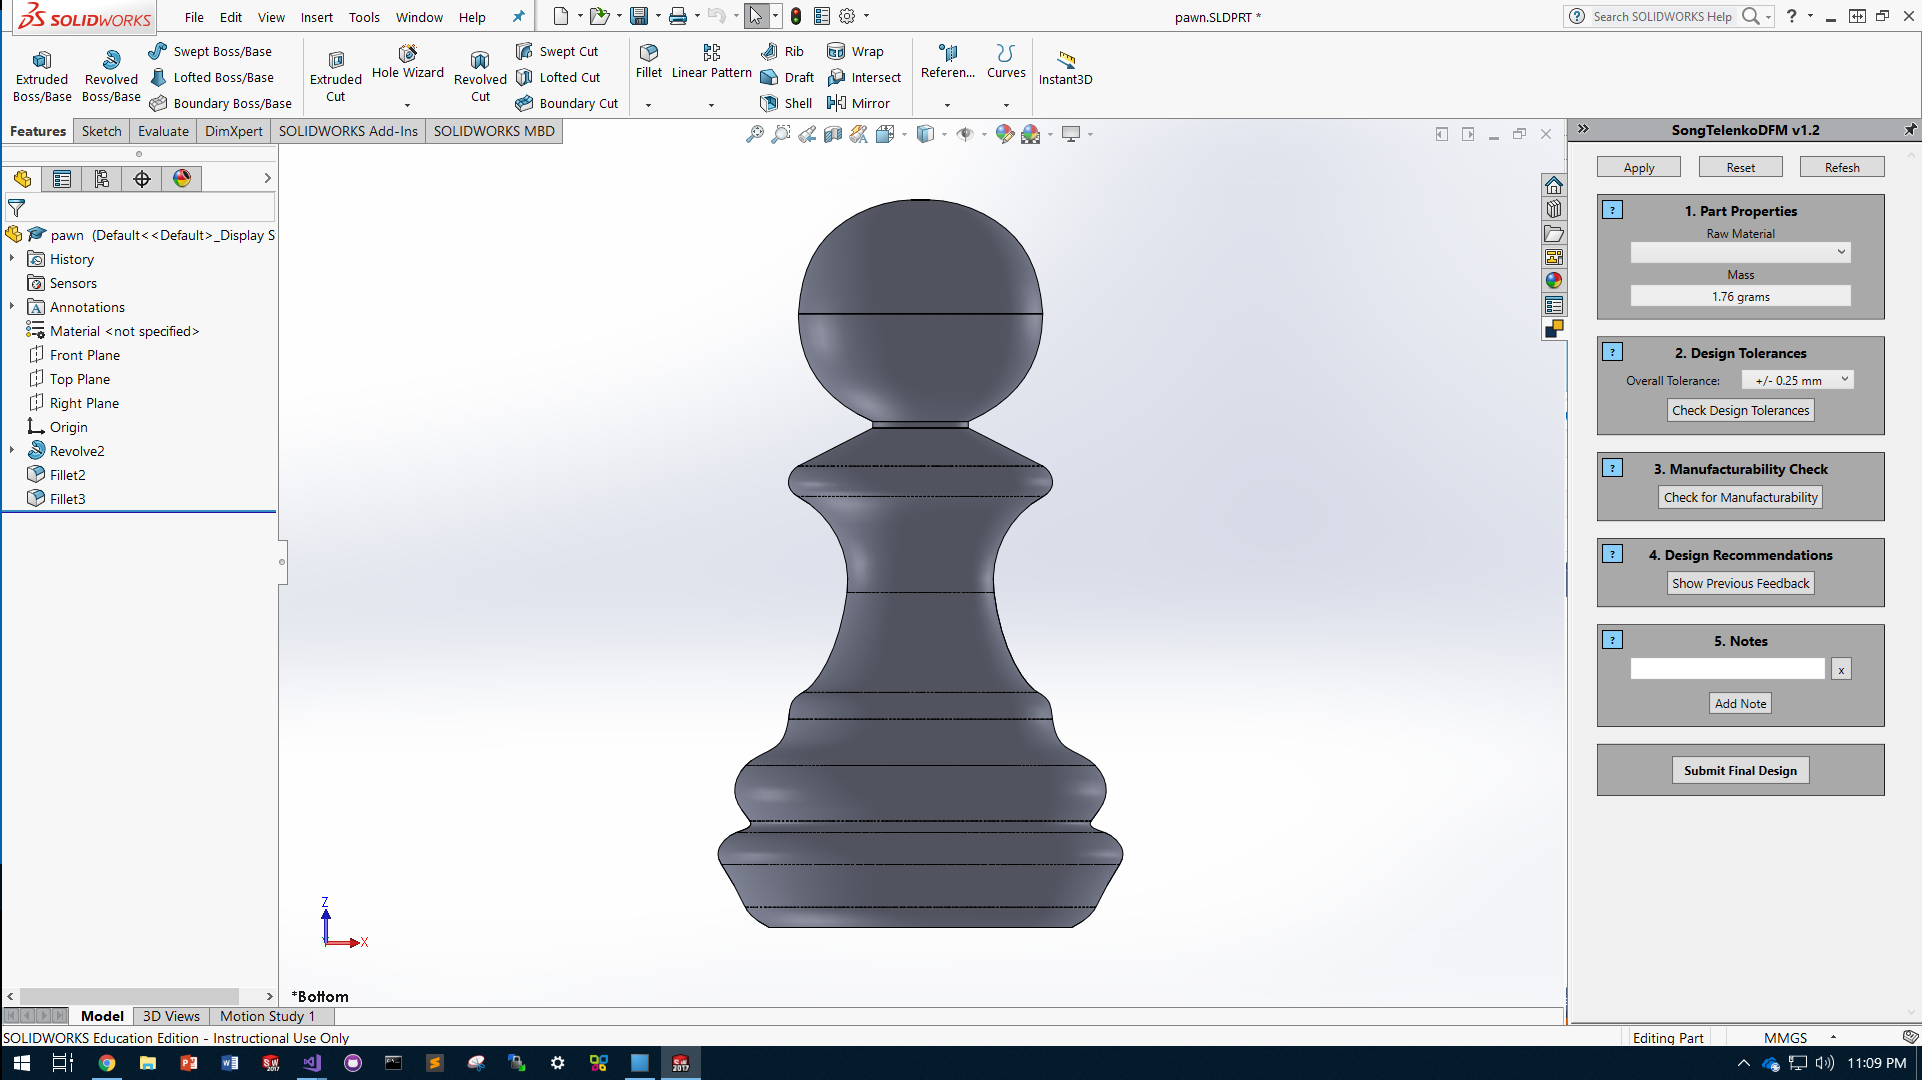 SOLIDWORKS
File Edit View Insert Tools Window Help
pawn.SLDPRT *
Search SOLIDWORKS Help
?
Extruded Boss/Base
Revolved Boss/Base
Swept Boss/Base
Lofted Boss/Base
Boundary Boss/Base
Extruded Cut
Hole Wizard
Revolved Cut
Swept Cut
Lofted Cut
Boundary Cut
Fillet
Linear Pattern
Rib
Draft
Shell
Wrap
Intersect
Mirror
Referen...
Curves
Instant3D
Features Sketch Evaluate DimXpert SOLIDWORKS Add-Ins SOLIDWORKS MBD
pawn (Default<<Default>_Display S
History
Sensors
Annotations
Material <not specified>
Front Plane
Top Plane
Right Plane
Origin
Revolve2
Fillet2
Fillet3
Z
X
*Bottom
SongTelenkoDFM v1.2
Apply Reset Refesh
? 1. Part Properties
Raw Material
Mass
1.76 grams
? 2. Design Tolerances
Overall Tolerance: +/- 0.25 mm
Check Design Tolerances
? 3. Manufacturability Check
Check for Manufacturability
? 4. Design Recommendations
Show Previous Feedback
? 5. Notes
x
Add Note
Submit Final Design
Model 3D Views Motion Study 1
SOLIDWORKS Education Edition - Instructional Use Only
Editing Part MMGS
11:09 PM